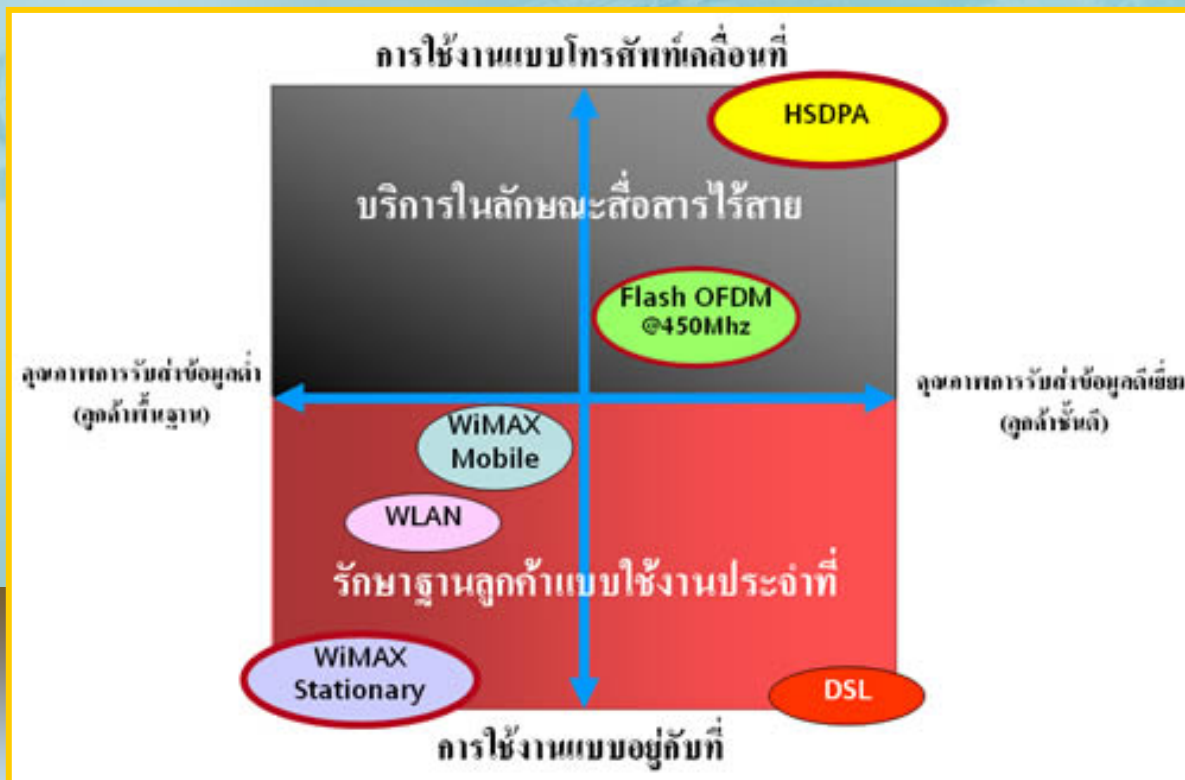 การใช้งานแบบโทรศัพท์เคลื่อนที่
HSDPA
บริการในลักษณะสื่อสารไร้สาย
Flash OFDM
@450Mhz
คุณภาพการรับส่งข้อมูลต่ำ
(ลูกค้าพื้นฐาน)
คุณภาพการรับส่งข้อมูลดีเยี่ยม
(ลูกค้าชั้นดี)
WiMAX
Mobile
WLAN
รักษาฐานลูกค้าแบบใช้งานประจำที่
WiMAX
Stationary
DSL
การใช้งานแบบอยู่กับที่